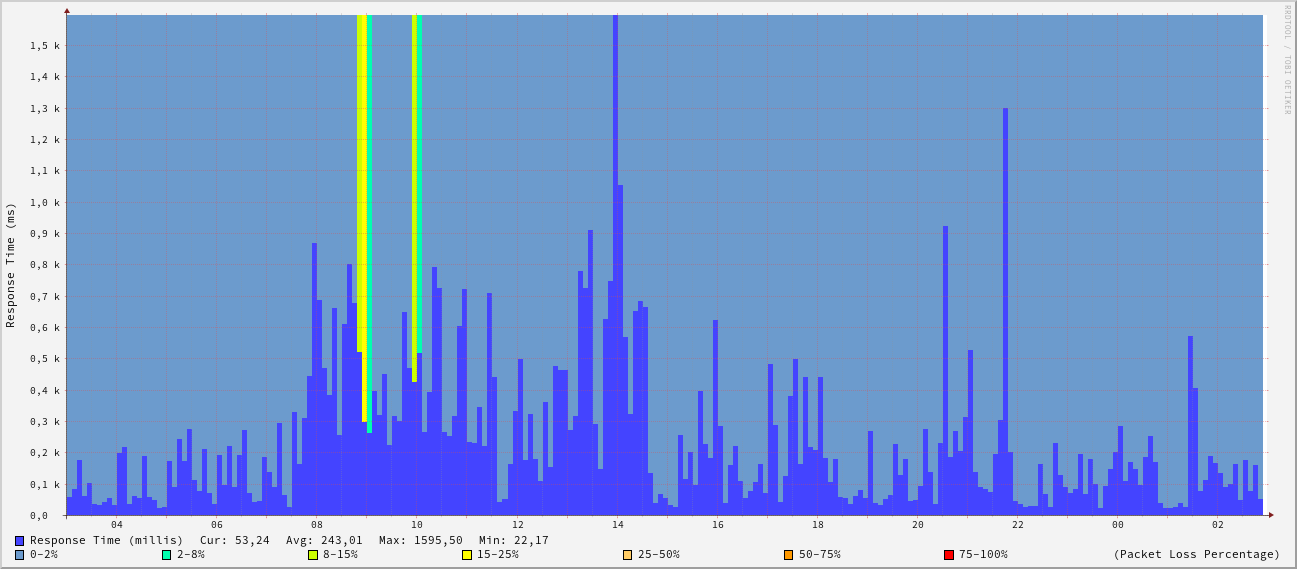 RRDTOOL / TOBI OETIKER
Response Time (ms)
1,5 k
1,4 k
1,3 k
1,2 k
1,1 k
1,0 k
0,9 k
0,8 k
0,7 k
0,6 k
0,5 k
0,4 k
0,3 k
0,2 k
0,1 k
0,0
04 06 08 10 12 14 16 18 20 22 00 02
Response Time (millis) Cur: 53,24 Avg: 243,01 Max: 1595,50 Min: 22,17
0-2% 2-8% 8-15% 15-25% 25-50% 50-75% 75-100% (Packet Loss Percentage)